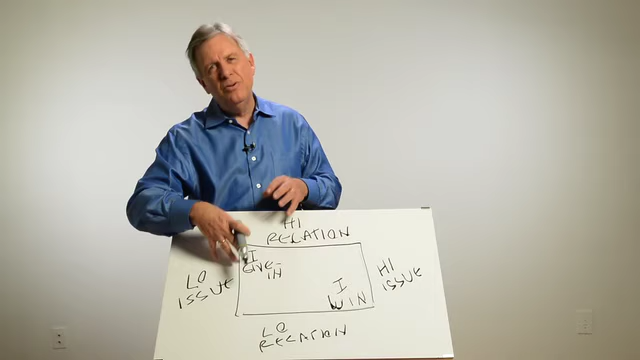 HI
RELATION
I
GIVE
IN
LO
ISSUE
HI
ISSUE
I
WIN
LO
RELATION